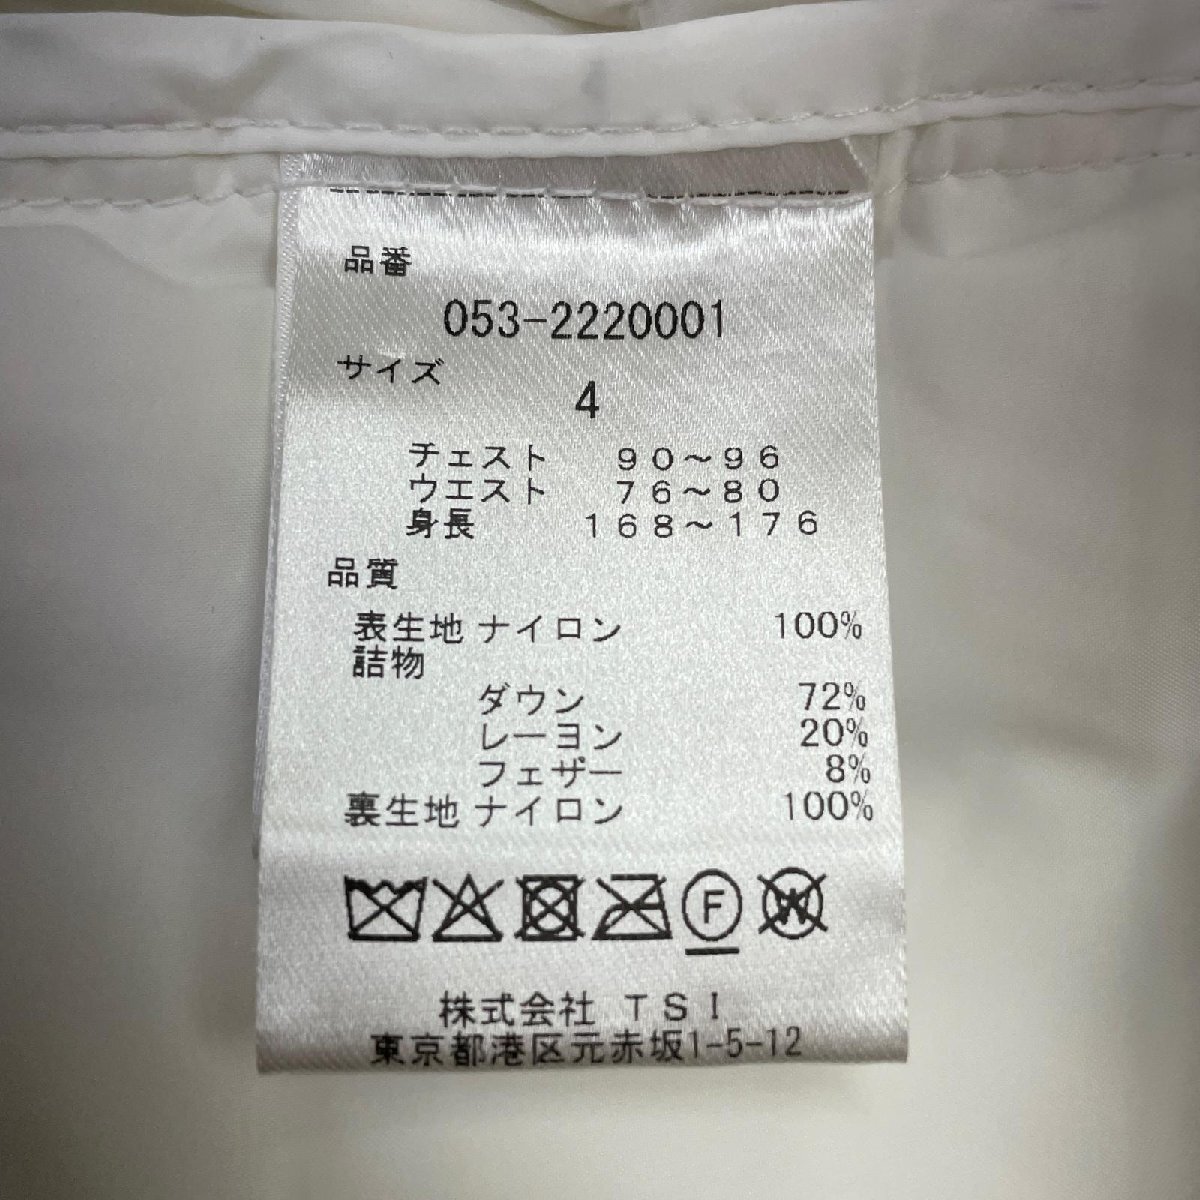 品番
053-2220001
サイズ
4
チェスト 90～96
ウエスト 76～80
身長 168～176
品質
表生地 ナイロン 100%
詰物
ダウン 72%
レーヨン 20%
フェザー 8%
裏生地 ナイロン 100%
F W
株式会社 TSI
東京都港区元赤坂1-5-12